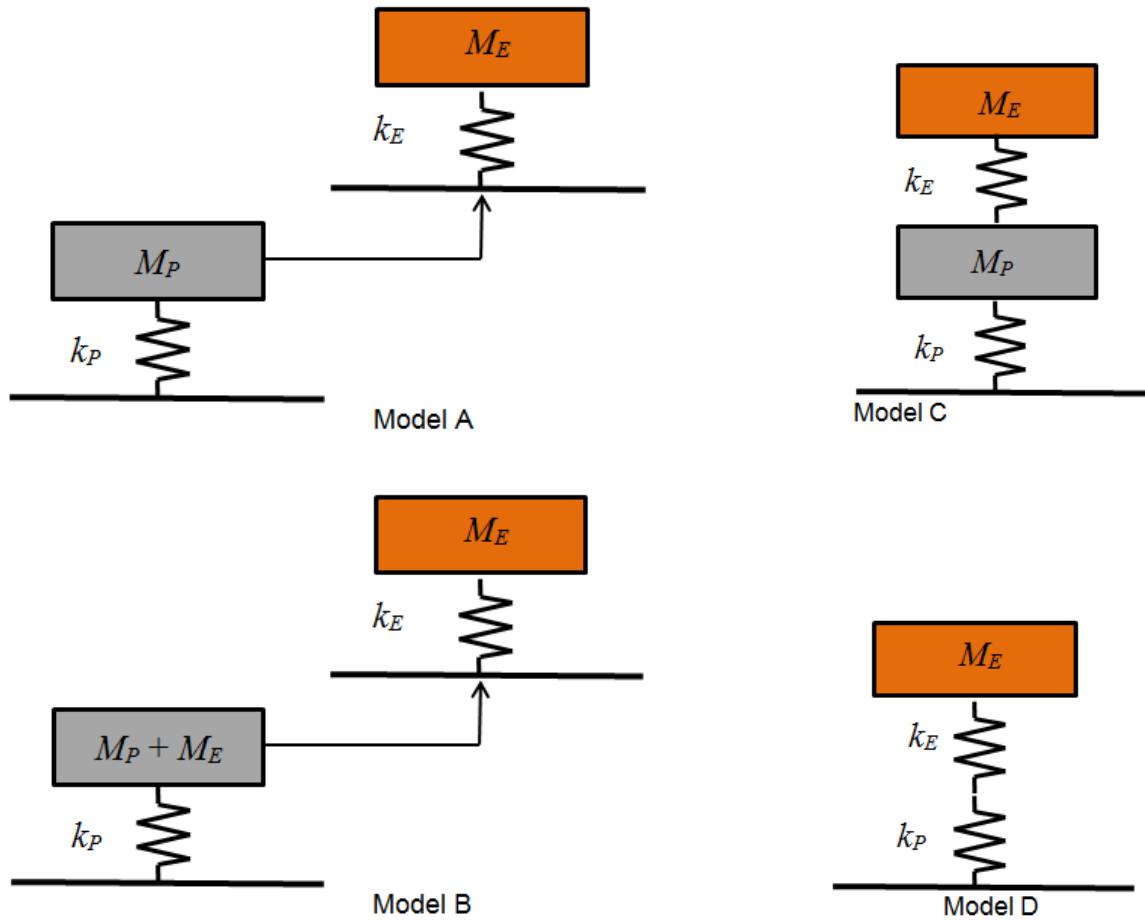 M_E
k_E
M_P
k_P
Model A
M_E
k_E
M_P
k_P
Model C
M_E
k_E
M_P + M_E
k_P
Model B
M_E
k_E
k_P
Model D